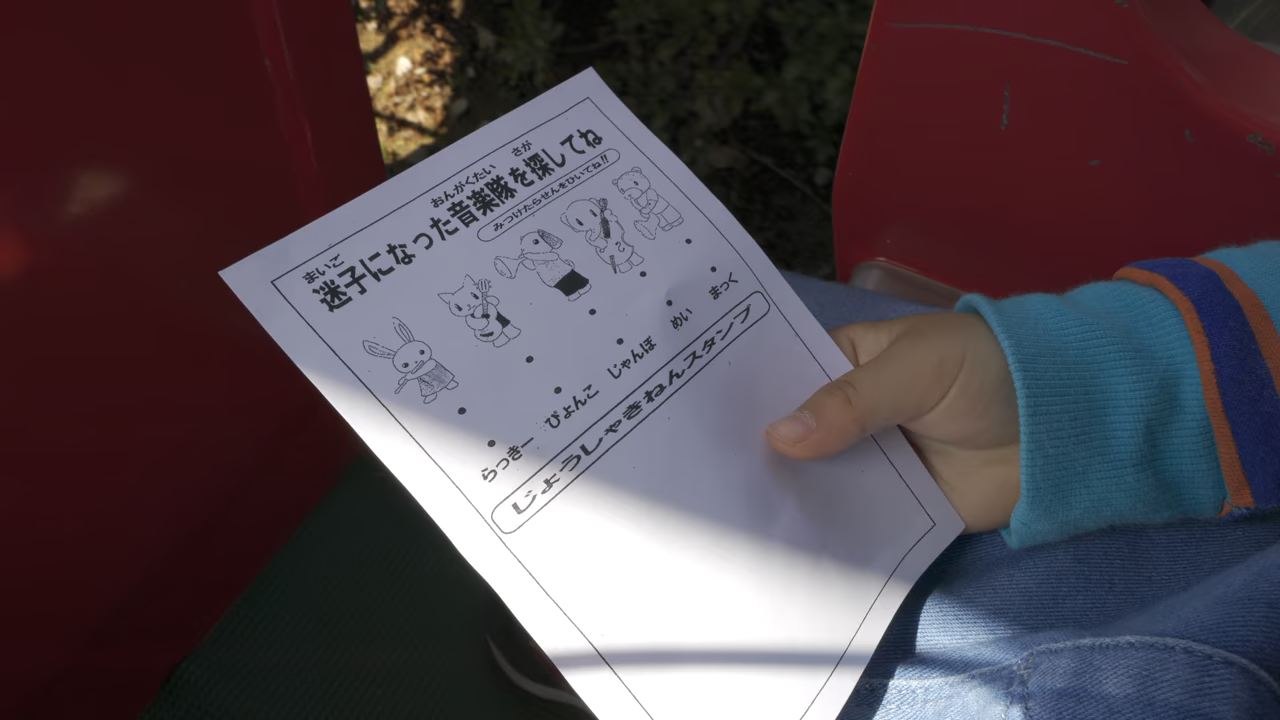 まいご
おんがくたい
さが
迷子になった音楽隊を探してね
みつけたらせんをひいてね!!
らっきー
ぴょんこ
じゃんぼ
めい
まっく
じょうしゃきねんスタンプ